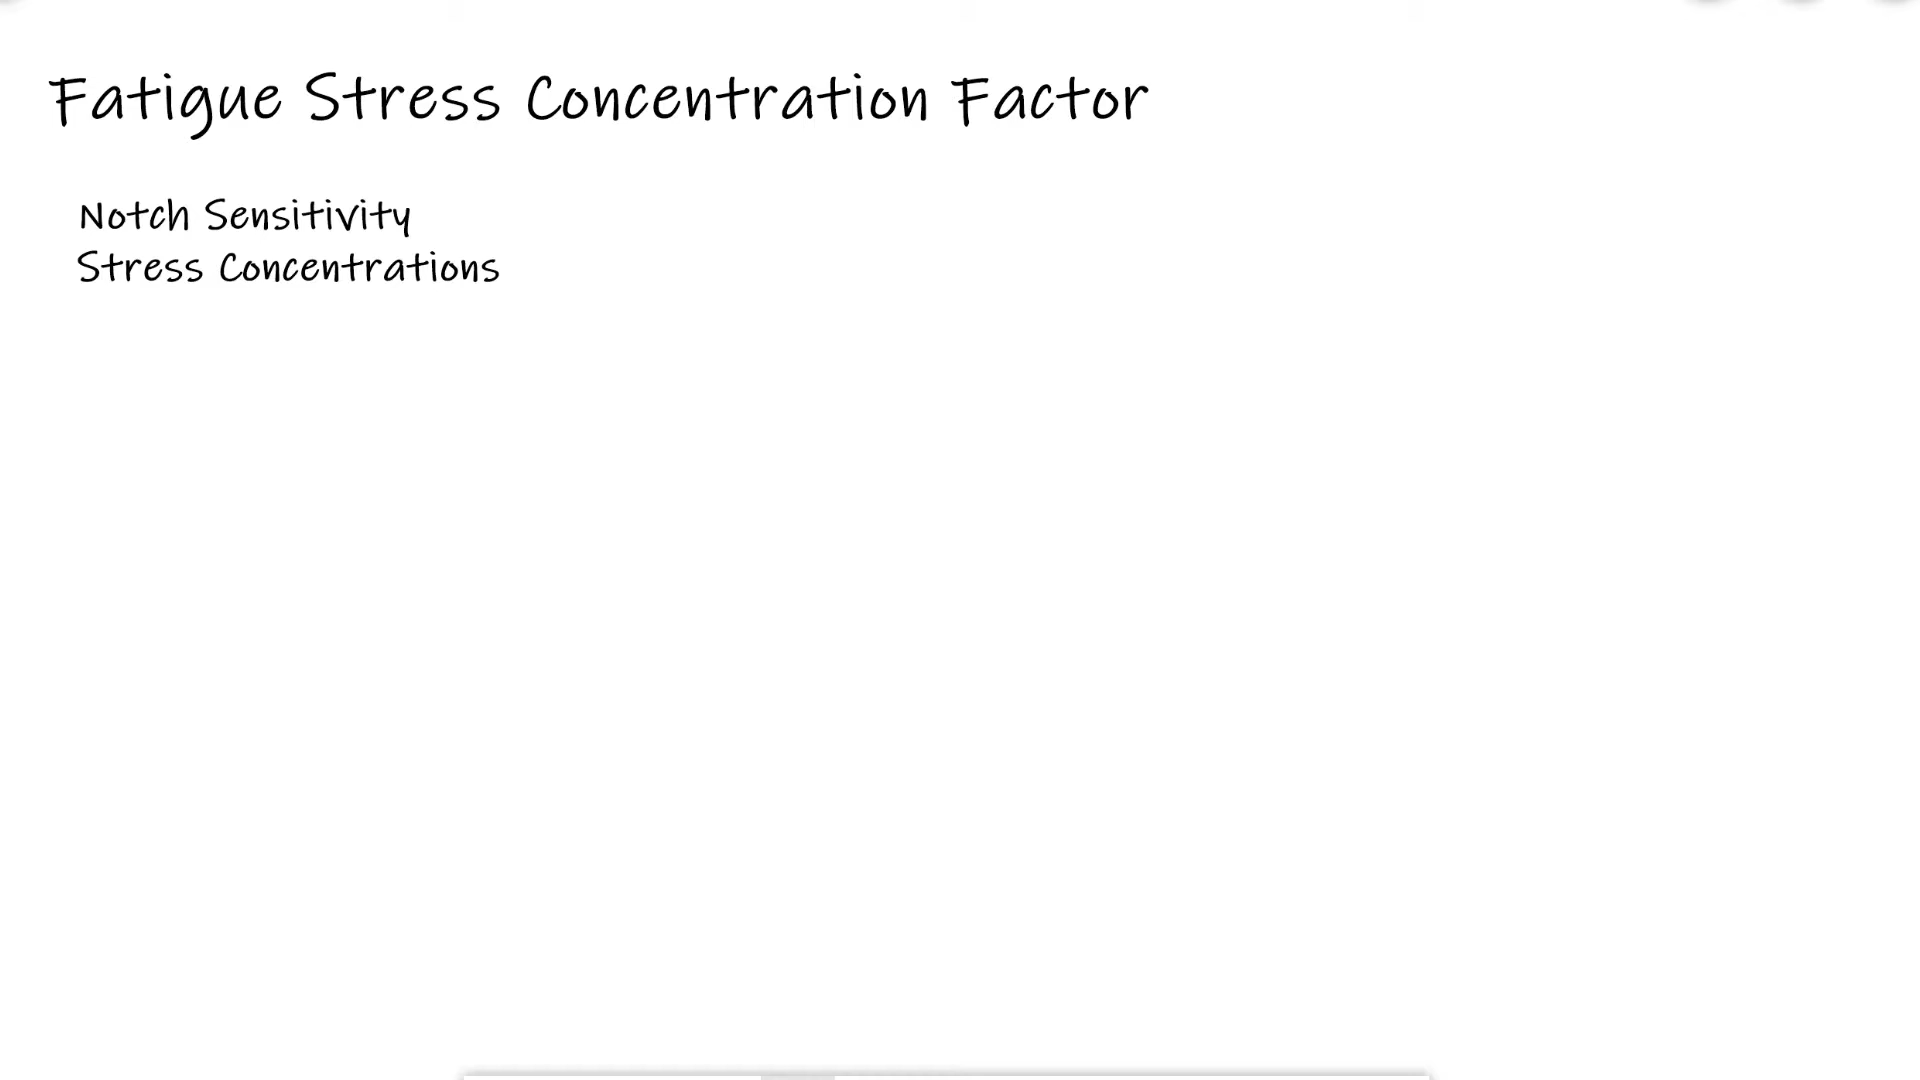 Fatigue Stress Concentration Factor
Notch Sensitivity
Stress Concentrations